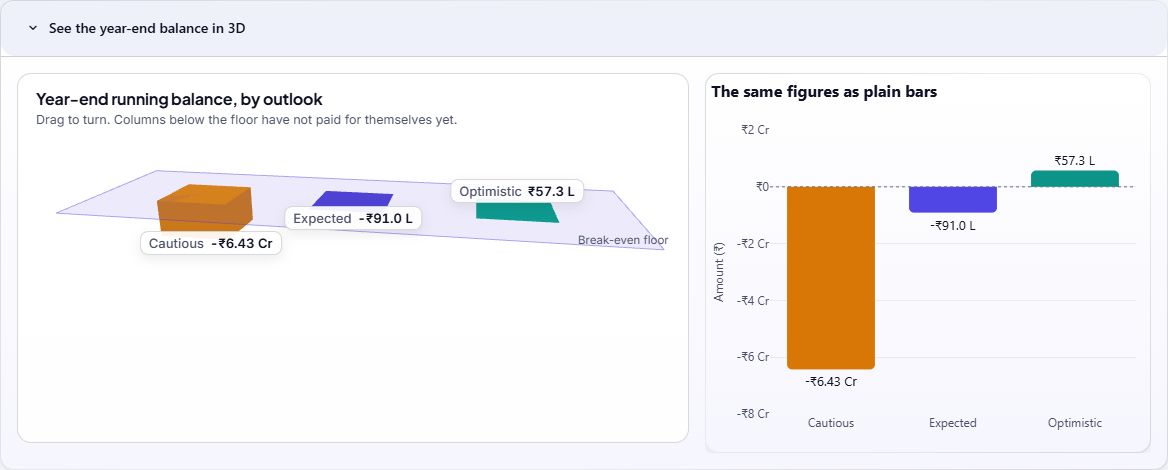 See the year-end balance in 3D
Year-end running balance, by outlook
Drag to turn. Columns below the floor have not paid for themselves yet.
Optimistic ₹57.3 L
Expected -₹91.0 L
Cautious -₹6.43 Cr
Break-even floor
The same figures as plain bars
₹2 Cr
₹0
-₹2 Cr
-₹4 Cr
-₹6 Cr
-₹8 Cr
Amount (₹)
₹57.3 L
-₹91.0 L
-₹6.43 Cr
Cautious
Expected
Optimistic